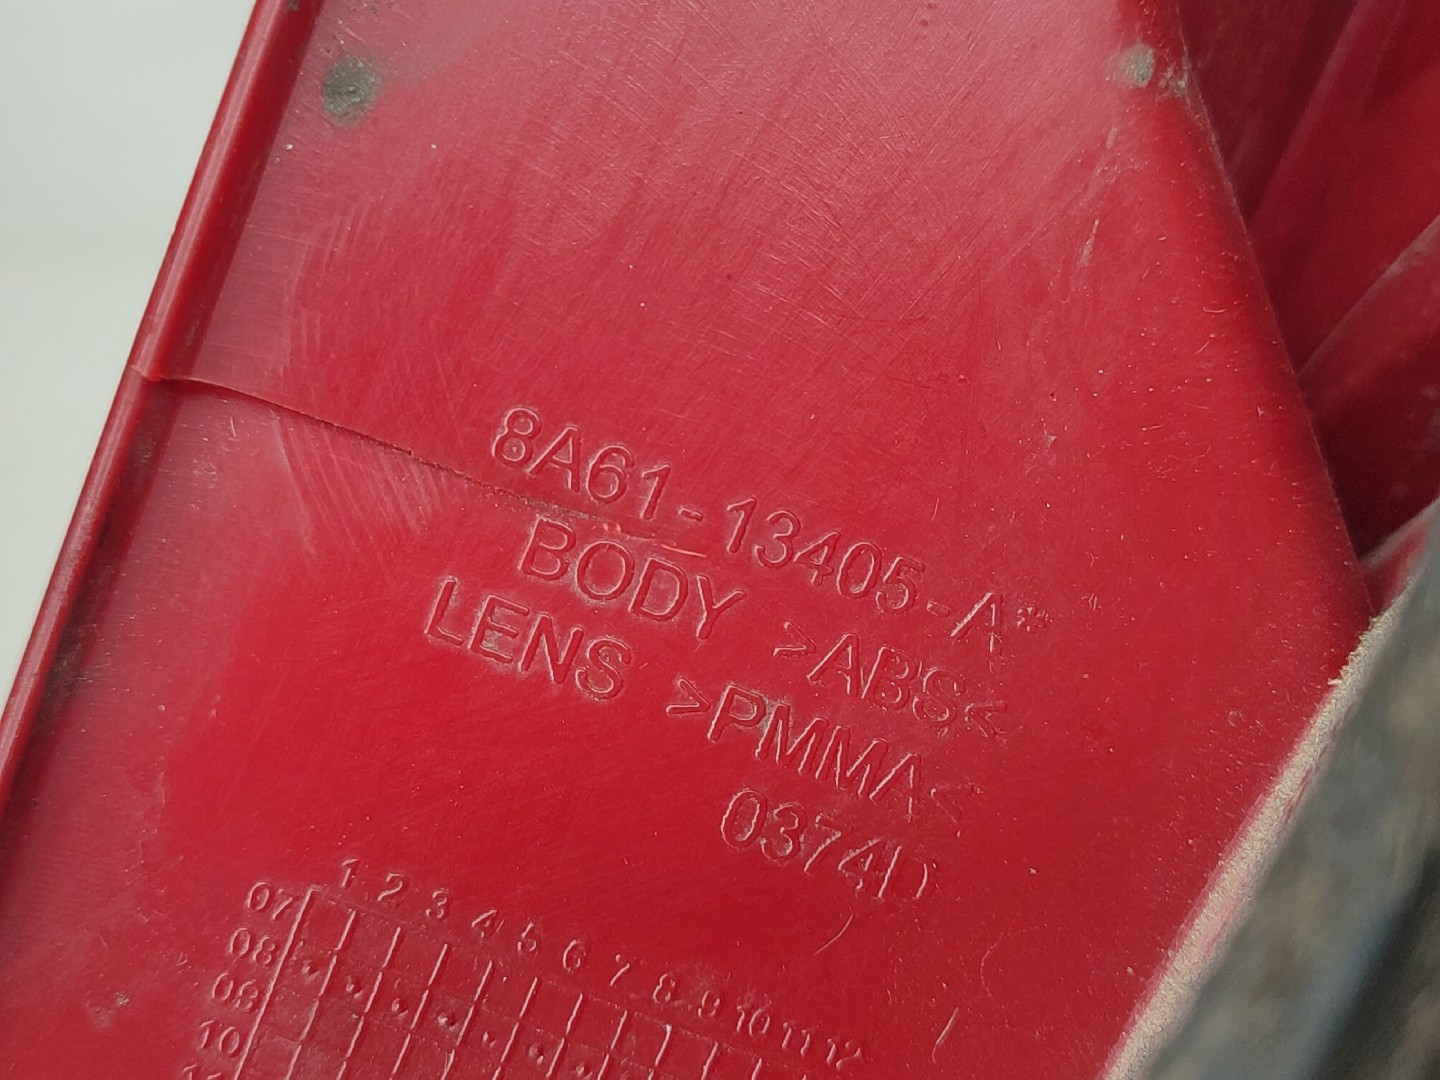 8A61-13405-A*
BODY >ABS<
LENS >PMMA<
0374D
1 2 3 4 5 6 7 8 9 10 11 12
07
08
09
10